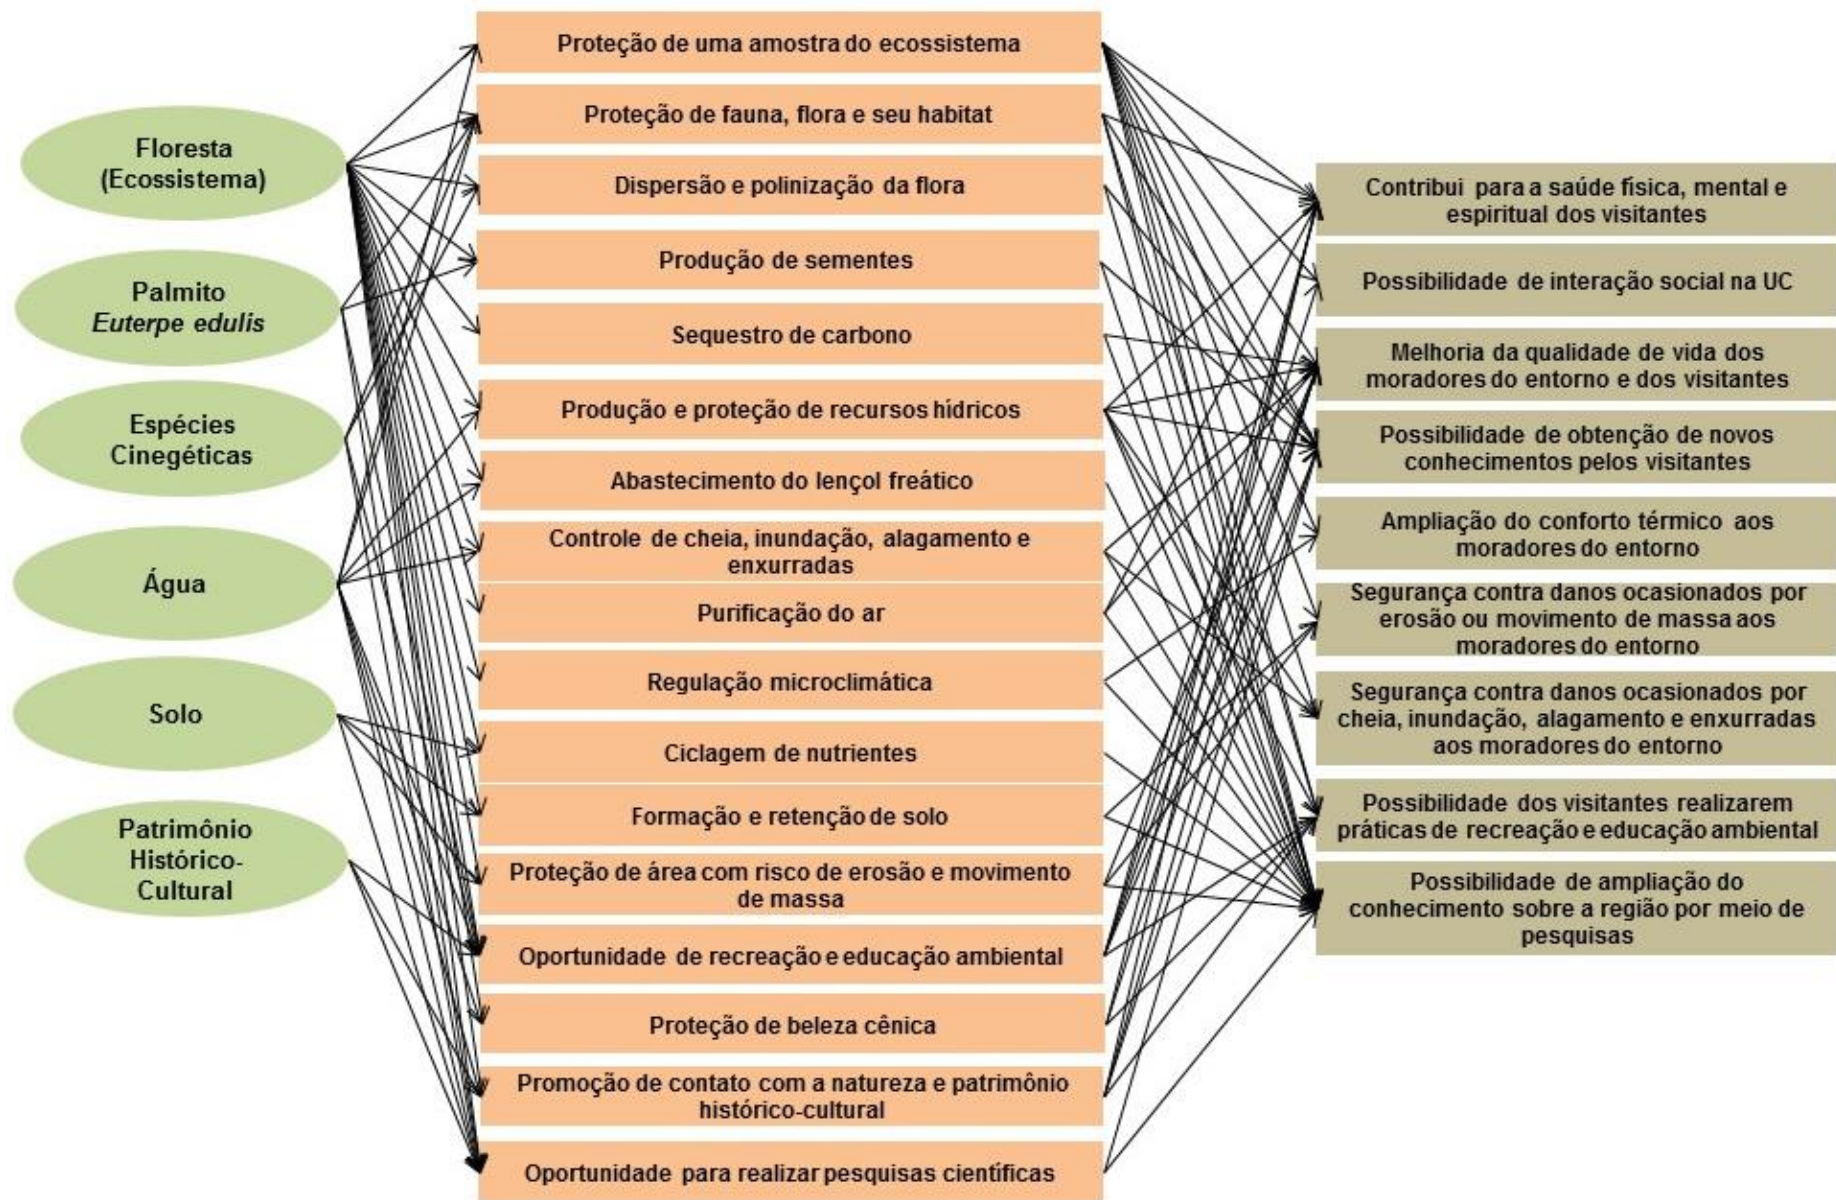 Floresta
(Ecossistema)
Palmito
Euterpe edulis
Espécies
Cinegéticas
Água
Solo
Patrimônio
Histórico-
Cultural
Proteção de uma amostra do ecossistema
Proteção de fauna, flora e seu habitat
Dispersão e polinização da flora
Produção de sementes
Sequestro de carbono
Produção e proteção de recursos hídricos
Abastecimento do lençol freático
Controle de cheia, inundação, alagamento e
enxurradas
Purificação do ar
Regulação microclimática
Ciclagem de nutrientes
Formação e retenção de solo
Proteção de área com risco de erosão e movimento
de massa
Oportunidade de recreação e educação ambiental
Proteção de beleza cênica
Promoção de contato com a natureza e patrimônio
histórico-cultural
Oportunidade para realizar pesquisas científicas
Contribui para a saúde física, mental e
espiritual dos visitantes
Possibilidade de interação social na UC
Melhoria da qualidade de vida dos
moradores do entorno e dos visitantes
Possibilidade de obtenção de novos
conhecimentos pelos visitantes
Ampliação do conforto térmico aos
moradores do entorno
Segurança contra danos ocasionados por
erosão ou movimento de massa aos
moradores do entorno
Segurança contra danos ocasionados por
cheia, inundação, alagamento e enxurradas
aos moradores do entorno
Possibilidade dos visitantes realizarem
práticas de recreação e educação ambiental
Possibilidade de ampliação do
conhecimento sobre a região por meio de
pesquisas